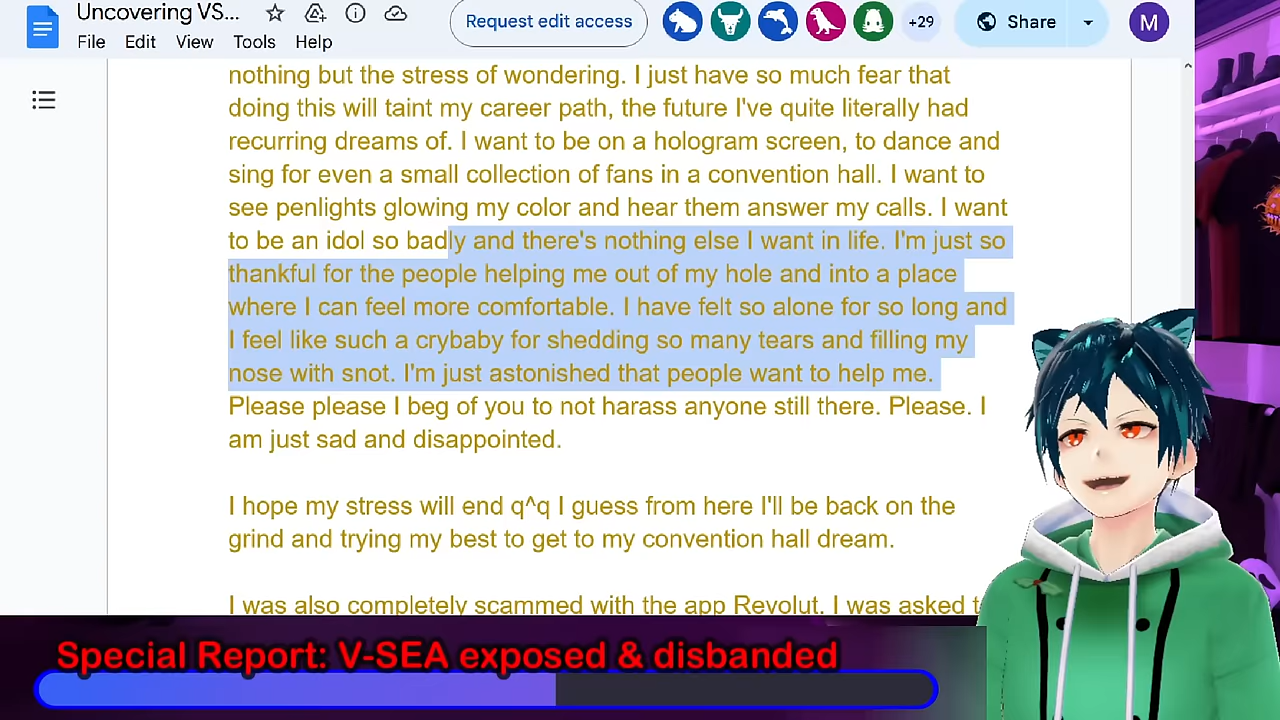 Uncovering VS...
File Edit View Tools Help
Request edit access
+29
Share
M
nothing but the stress of wondering. I just have so much fear that
doing this will taint my career path, the future I've quite literally had
recurring dreams of. I want to be on a hologram screen, to dance and
sing for even a small collection of fans in a convention hall. I want to
see penlights glowing my color and hear them answer my calls. I want
to be an idol so badly and there's nothing else I want in life. I'm just so
thankful for the people helping me out of my hole and into a place
where I can feel more comfortable. I have felt so alone for so long and
I feel like such a crybaby for shedding so many tears and filling my
nose with snot. I'm just astonished that people want to help me.
Please please I beg of you to not harass anyone still there. Please. I
am just sad and disappointed.
I hope my stress will end q^q I guess from here I'll be back on the
grind and trying my best to get to my convention hall dream.
I was also completely scammed with the app Revolut. I was asked
Special Report: V-SEA exposed & disbanded